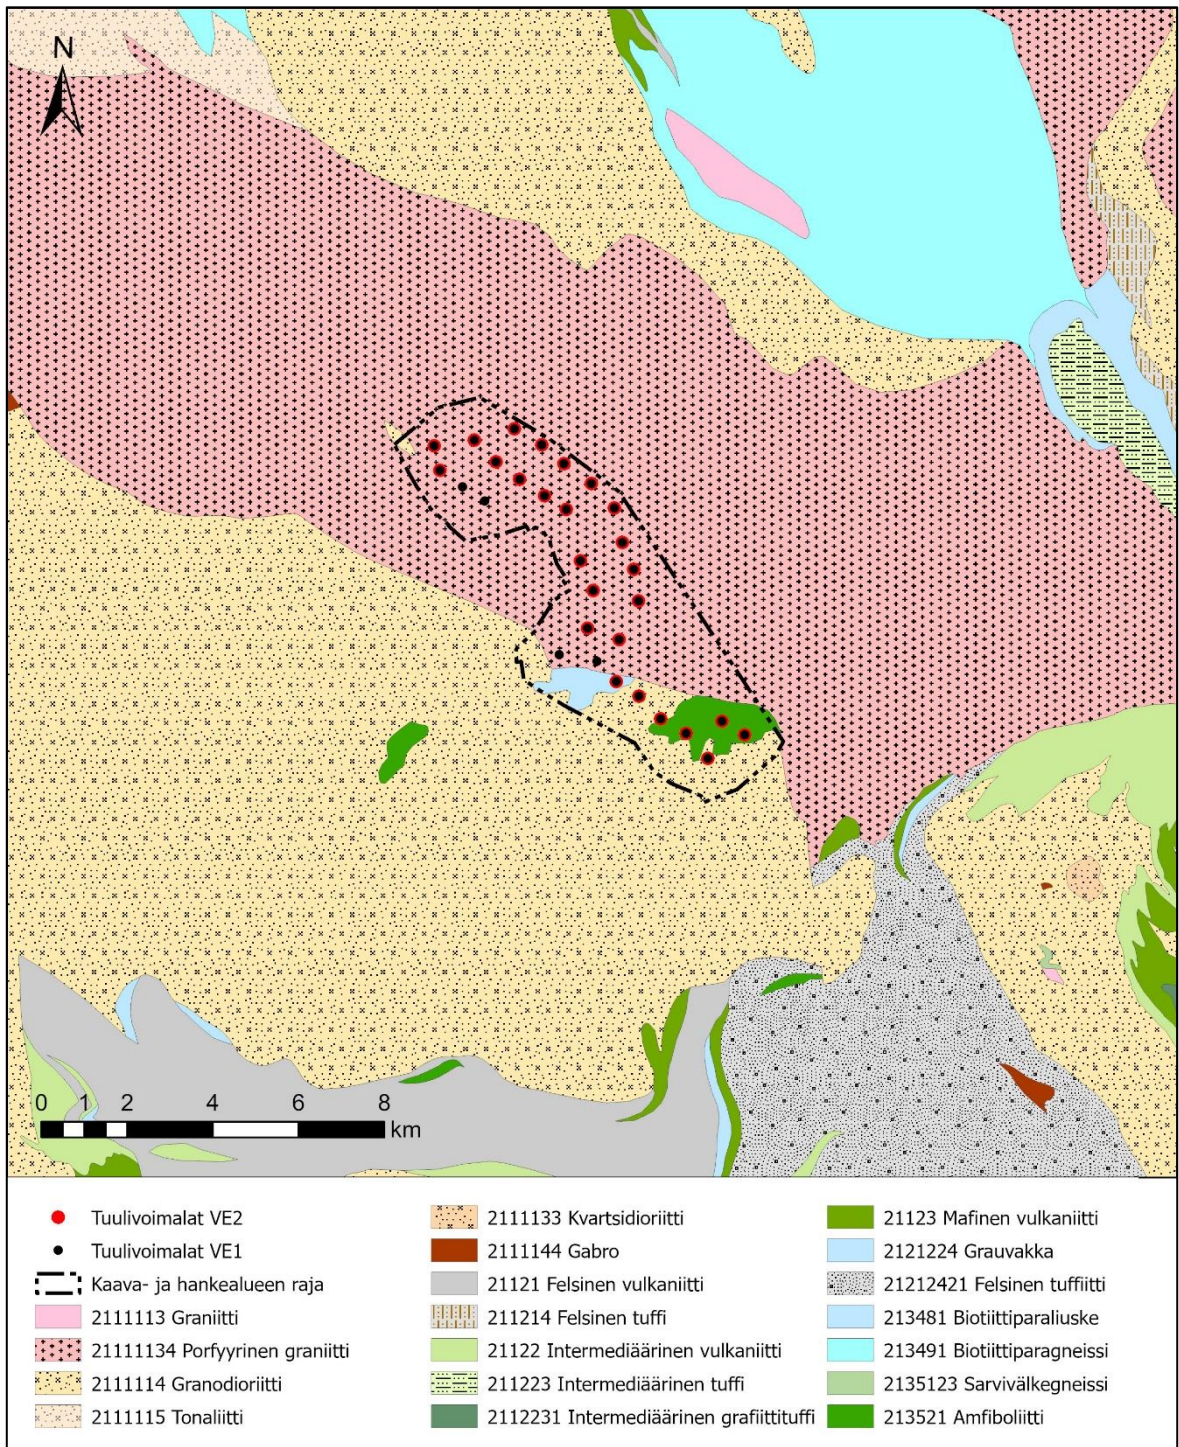 N
0 1 2 4 6 8
km
Tuulivoimalat VE2
Tuulivoimalat VE1
Kaava- ja hankealueen raja
2111113 Graniitti
21111134 Porfyyrinen graniitti
2111114 Granodioriitti
2111115 Tonaliitti
2111133 Kvartsidioriitti
2111144 Gabro
21121 Felsinen vulkaniitti
211214 Felsinen tuffi
21122 Intermediäärinen vulkaniitti
211223 Intermediäärinen tuffi
2112231 Intermediäärinen grafiittituffi
21123 Mafinen vulkaniitti
2121224 Grauvakka
21212421 Felsinen tuffiitti
213481 Biotiittiparaliuske
213491 Biotiittiparagneissi
2135123 Sarvivälkegneissi
213521 Amfiboliitti